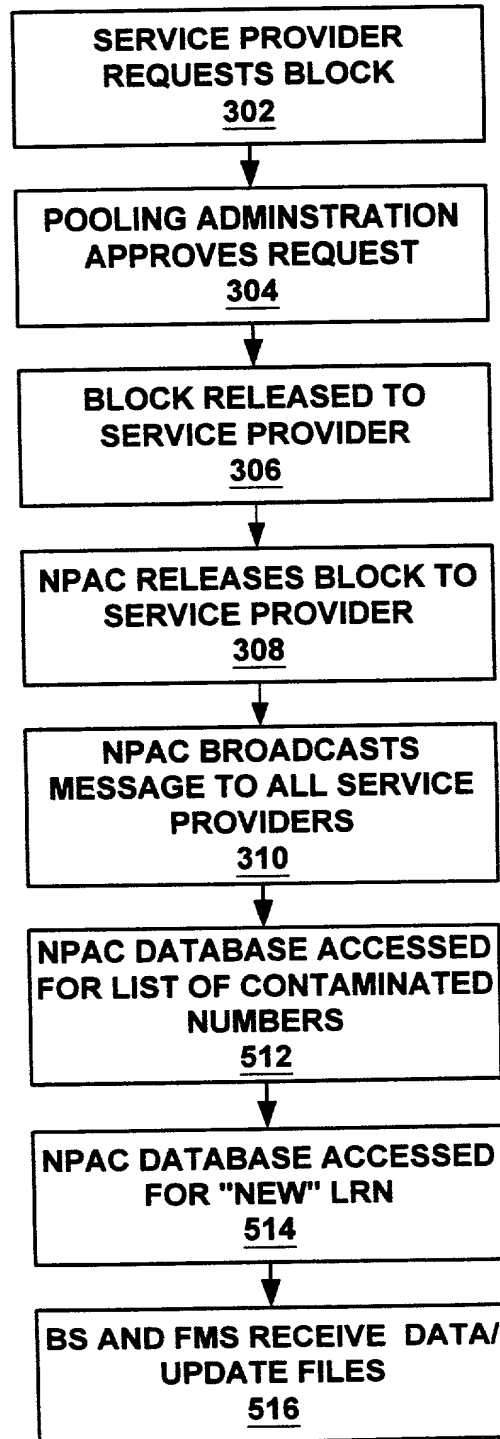 SERVICE PROVIDER
REQUESTS BLOCK
302
POOLING ADMINSTRATION
APPROVES REQUEST
304
BLOCK RELEASED TO
SERVICE PROVIDER
306
NPAC RELEASES BLOCK TO
SERVICE PROVIDER
308
NPAC BROADCASTS
MESSAGE TO ALL SERVICE
PROVIDERS
310
NPAC DATABASE ACCESSED
FOR LIST OF CONTAMINATED
NUMBERS
512
NPAC DATABASE ACCESSED
FOR "NEW" LRN
514
BS AND FMS RECEIVE DATA/
UPDATE FILES
516